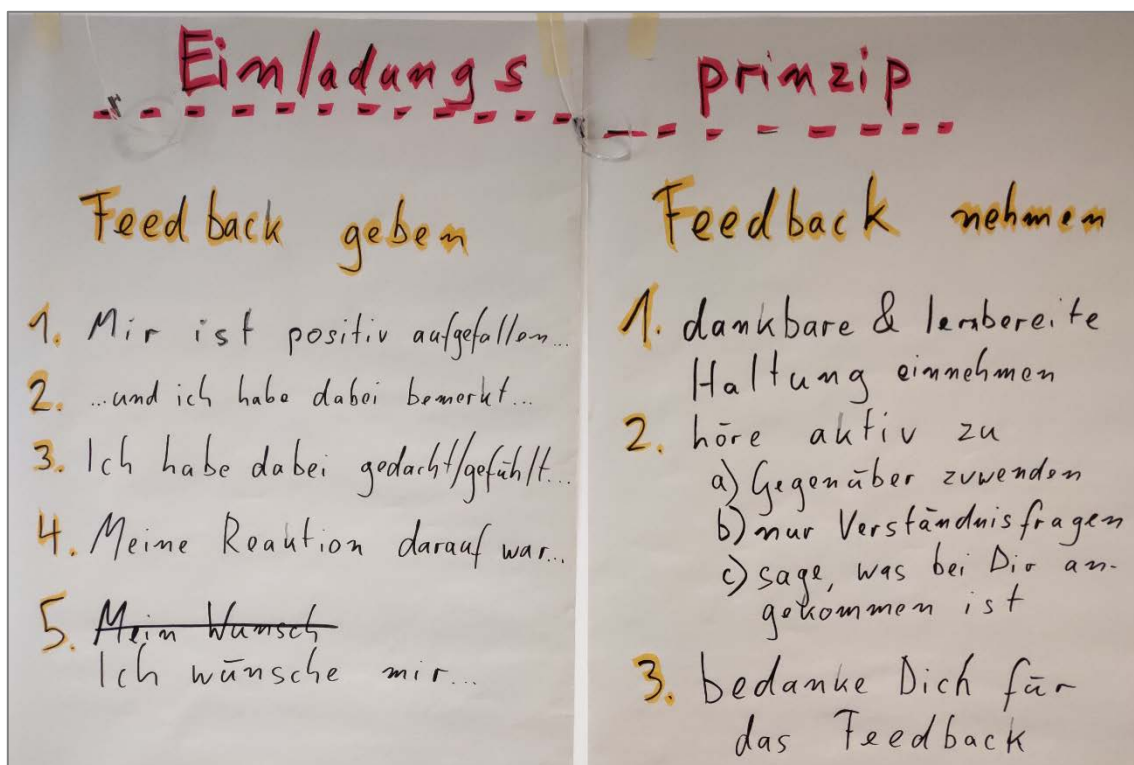 Einladungs prinzip
Feedback geben
1. Mir ist positiv aufgefallen...
2. ...und ich habe dabei bemerkt...
3. Ich habe dabei gedacht/gefühlt...
4. Meine Reaktion darauf war...
5. Mein Wunsch
Ich wünsche mir...
Feedback nehmen
1. dankbare & lernbereite
Haltung einnehmen
2. höre aktiv zu
a) Gegenüber zuwenden
b) nur Verständnisfragen
c) sage, was bei Dir an-
gekommen ist
3. bedanke Dich für
das Feedback